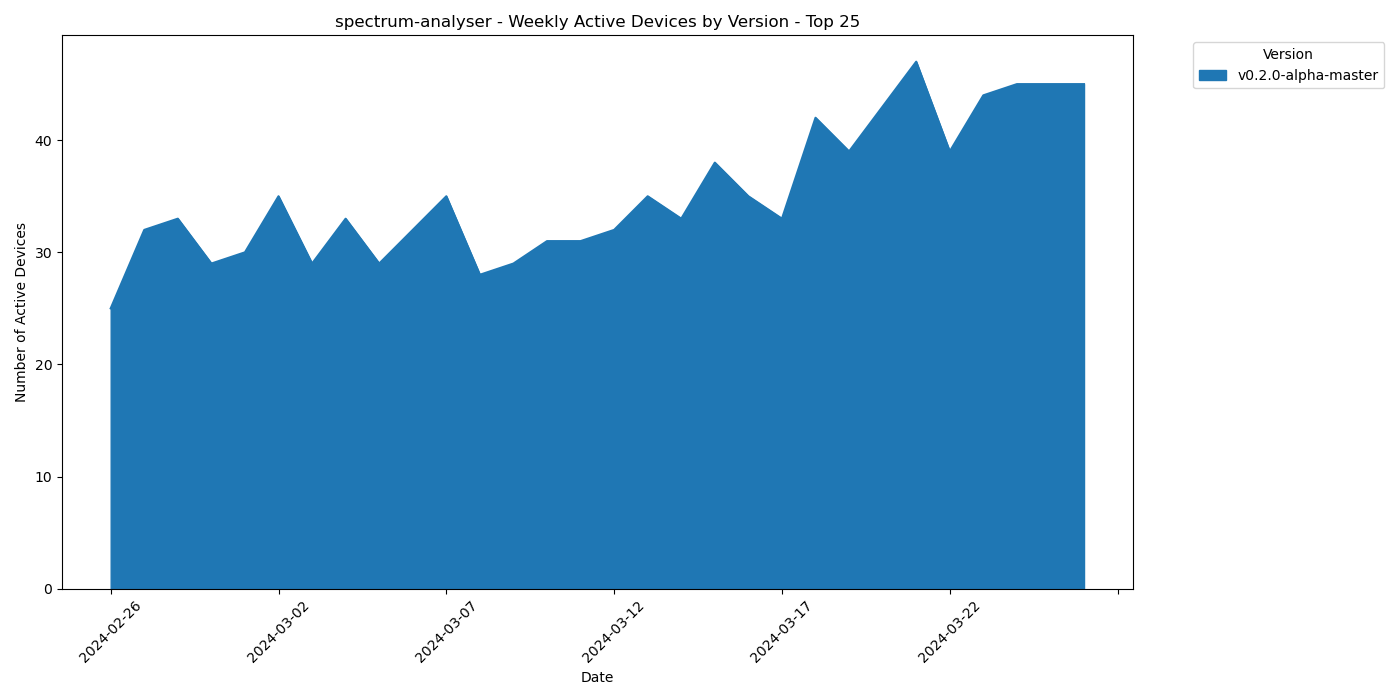 spectrum-analyser - Weekly Active Devices by Version - Top 25
Version
v0.2.0-alpha-master
Number of Active Devices
40
30
20
10
0
2024-02-26
2024-03-02
2024-03-07
2024-03-12
2024-03-17
2024-03-22
Date